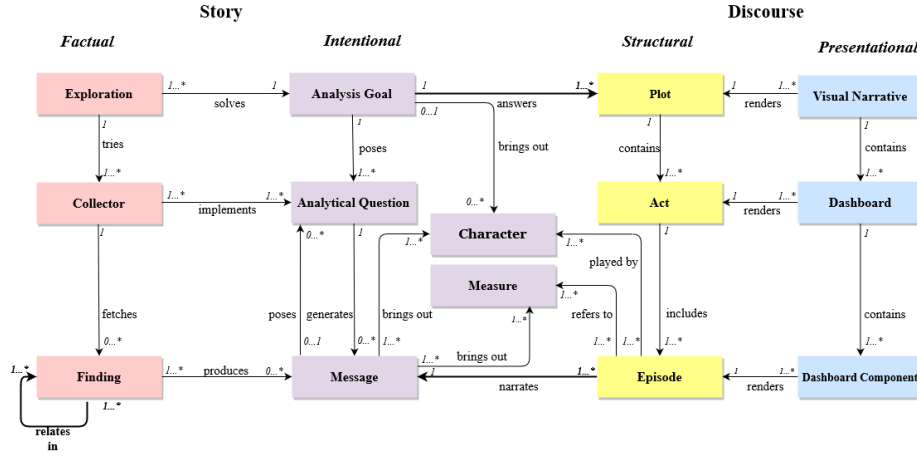 Story Discourse
Factual Intentional Structural Presentational
Exploration 1...* solves 1 Analysis Goal 1 answers 1...* Plot 1 renders 1...* Visual Narrative
1 0...1
1 tries 1...*
1 poses 1...*
brings out 0...*
1 contains 1...*
1 contains 1...*
Collector 1...* implements 1...* Analytical Question
Act 1 renders 1...* Dashboard
Character
Measure
1 fetches 0...*
0...* poses 0...1
1 generates 0...*
1...* brings out 1...*
1...* brings out 1...*
1...* refers to 1...*
1...* played by 1...*
1 includes 1...*
1 contains 1...*
Finding 1...* produces 0...* Message 1 narrates 1...* Episode 1 renders 1...* Dashboard Component
1...* relates
in 1...*